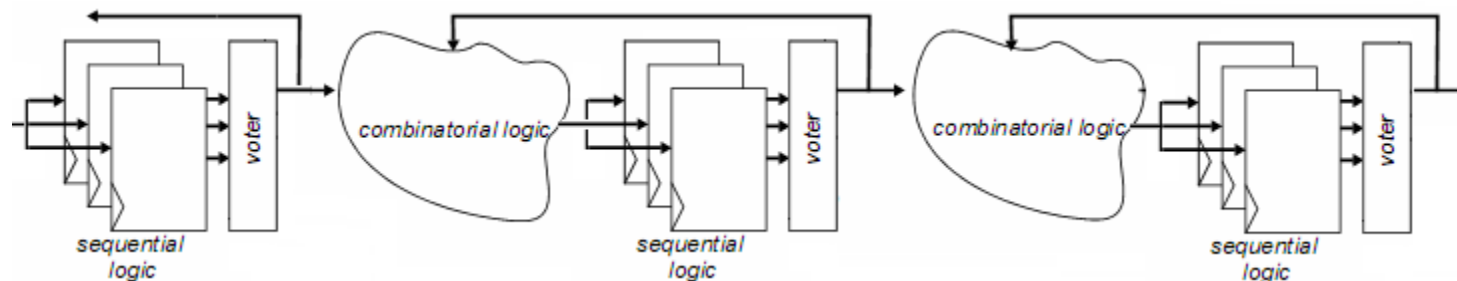 voter
combinatorial logic
voter
combinatorial logic
voter
sequential
logic
sequential
logic
sequential
logic